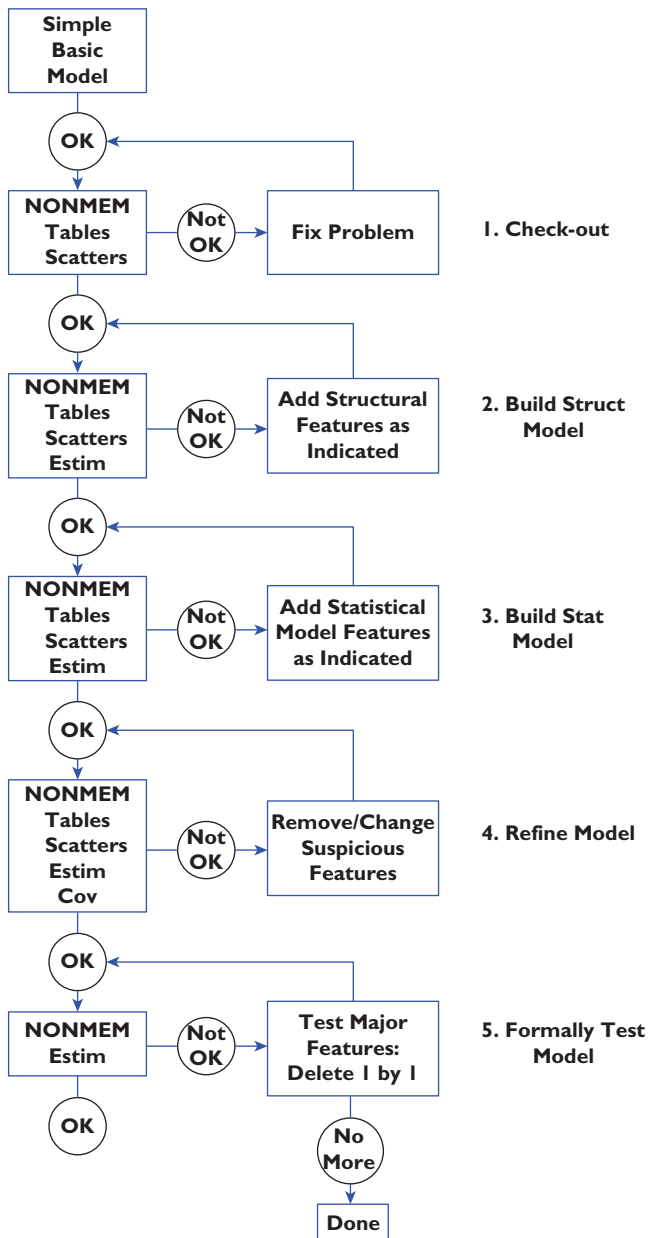 Simple
Basic
Model
OK
NONMEM
Tables
Scatters
Not
OK
Fix Problem
1. Check-out
OK
NONMEM
Tables
Scatters
Estim
Not
OK
Add Structural
Features as
Indicated
2. Build Struct
Model
OK
NONMEM
Tables
Scatters
Estim
Not
OK
Add Statistical
Model Features
as Indicated
3. Build Stat
Model
OK
NONMEM
Tables
Scatters
Estim
Cov
Not
OK
Remove/Change
Suspicious
Features
4. Refine Model
OK
NONMEM
Estim
Not
OK
Test Major
Features:
Delete 1 by 1
5. Formally Test
Model
OK
No
More
Done